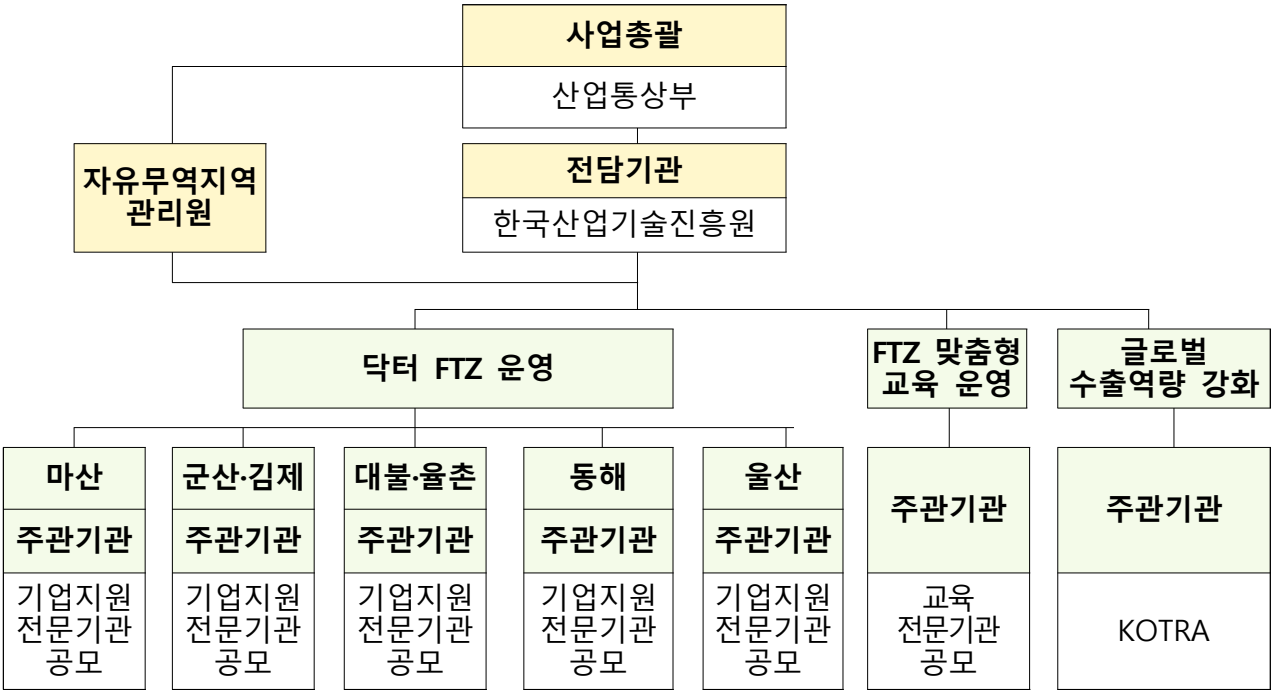 사업총괄
산업통상부
자유무역지역
관리원
전담기관
한국산업기술진흥원
닥터 FTZ 운영
FTZ 맞춤형
교육 운영
글로벌
수출역량 강화
마산
주관기관
기업지원
전문기관
공모
군산·김제
주관기관
기업지원
전문기관
공모
대불·율촌
주관기관
기업지원
전문기관
공모
동해
주관기관
기업지원
전문기관
공모
울산
주관기관
기업지원
전문기관
공모
주관기관
교육
전문기관
공모
주관기관
KOTRA